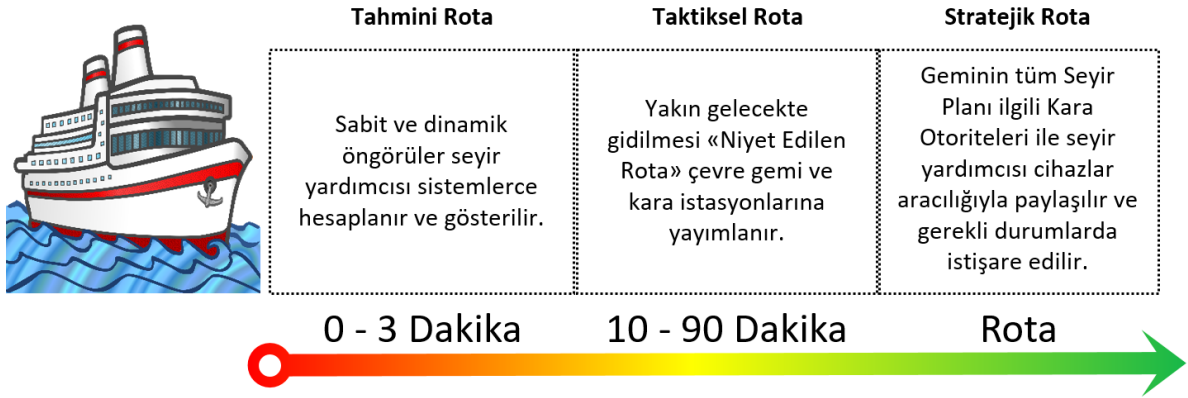 Tahmini Rota
Taktiksel Rota
Stratejik Rota
Sabit ve dinamik
öngörüler seyir
yardımcısı sistemlerce
hesaplanır ve gösterilir.
Yakın gelecekte
gidilmesi «Niyet Edilen
Rota» çevre gemi ve
kara istasyonlarına
yayımlanır.
Geminin tüm Seyir
Planı ilgili Kara
Otoriteleri ile seyir
yardımcısı cihazlar
aracılığıyla paylaşılır ve
gerekli durumlarda
istişare edilir.
0 - 3 Dakika
10 - 90 Dakika
Rota